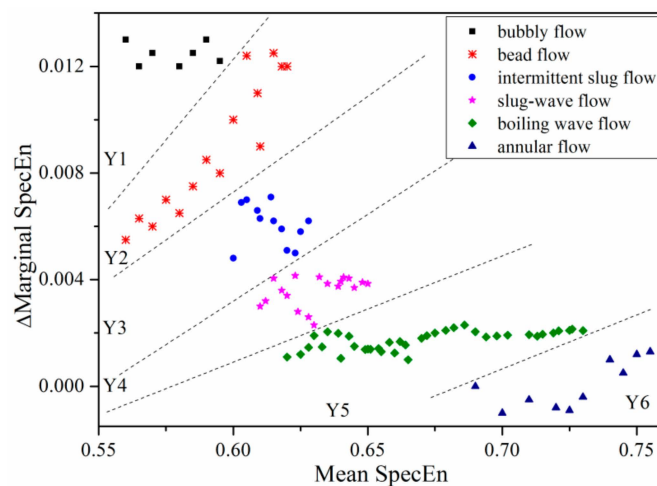 bubbly flow
bead flow
intermittent slug flow
slug-wave flow
boiling wave flow
annular flow
0.012
0.008
0.004
0.000
ΔMarginal SpecEn
Y1
Y2
Y3
Y4
Y5
Y6
0.55
0.60
0.65
0.70
0.75
Mean SpecEn